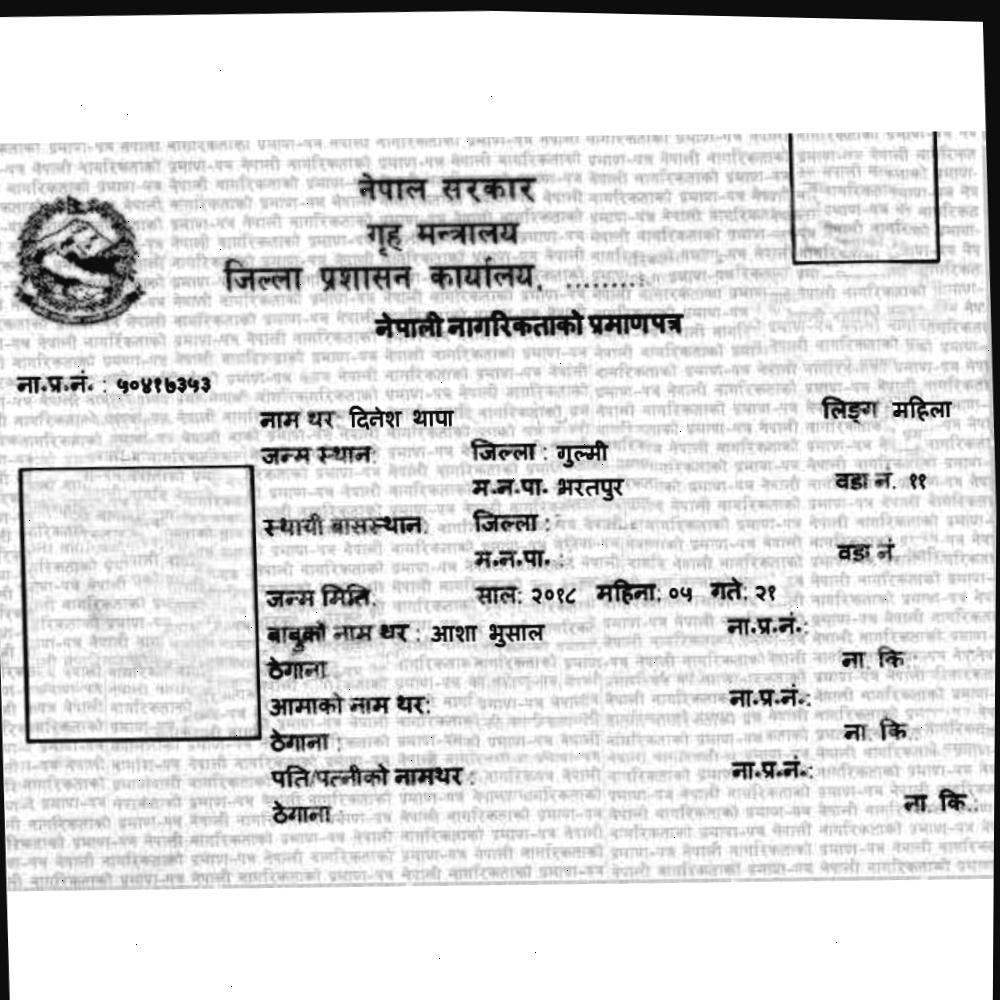 नेपाल सरकार
गृह मन्त्रालय
जिल्ला प्रशासन कार्यालय, .........
नेपाली नागरिकताको प्रमाणपत्र
ना.प्र.नं. : ५०४१७३५३
नाम थर: दिनेश थापा लिङ्ग महिला
जन्म स्थान: जिल्ला : गुल्मी
म.न.पा. भरतपुर वडा नं. ११
स्थायी बासस्थान: जिल्ला :
म.न.पा. : वडा नं.
जन्म मिति: साल: २०१८ महिना: ०५ गते: २१
बाबुको नाम थर : आशा भुसाल ना.प्र.नं.:
ठेगाना ना. कि.:
आमाको नाम थर: ना.प्र.नं.:
ठेगाना : ना. कि.:
पति/पत्नीको नामथर : ना.प्र.नं.:
ठेगाना : ना. कि.: